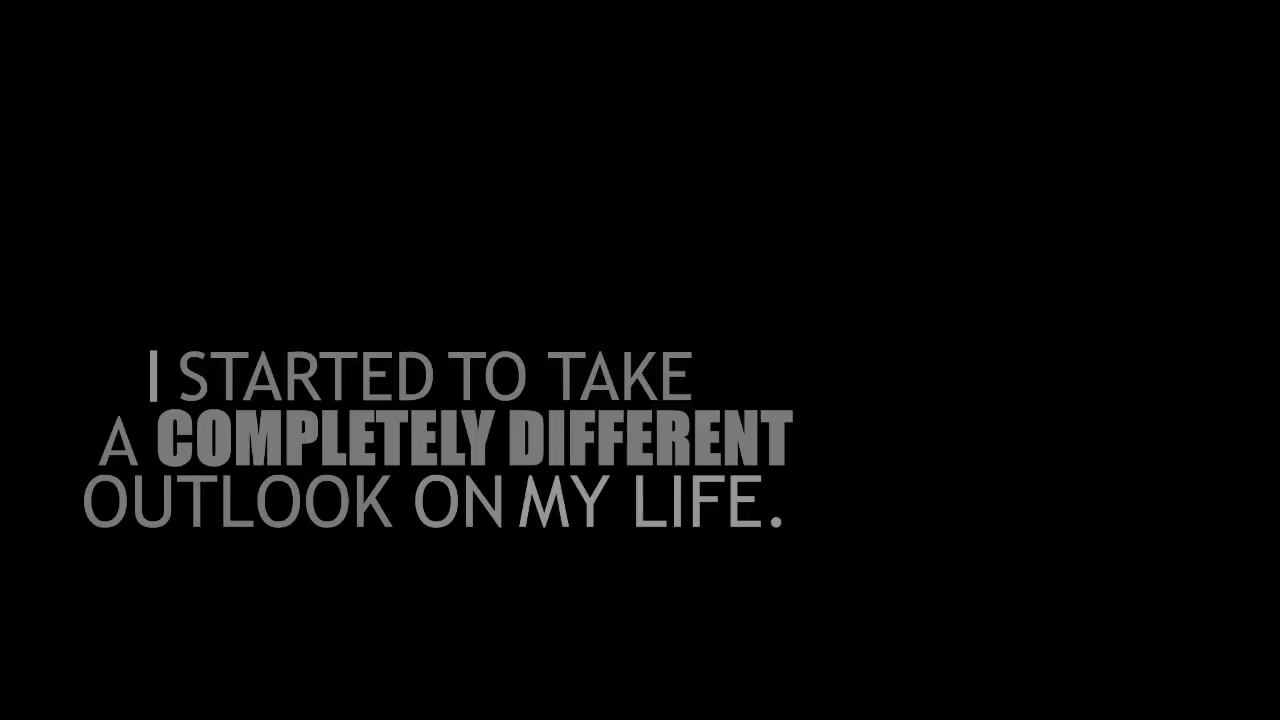 I STARTED TO TAKE
A COMPLETELY DIFFERENT
OUTLOOK ON MY LIFE.